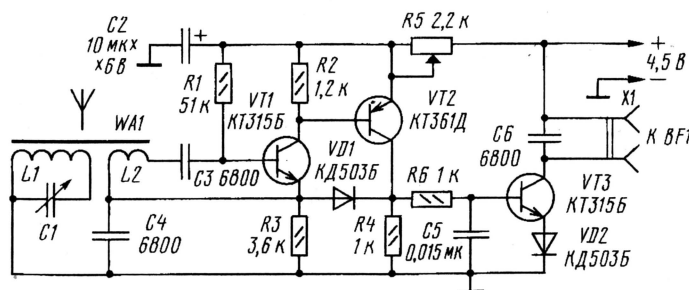 C2
10 мк×
×6В
+
R5 2,2 к
+
4,5 В
−
R1
51 к
R2
1,2 к
VT1
КТ315Б
VT2
КТ361Д
X1
WA1
C6
6800
К BF1
L1
L2
C3 6800
VD1
КД503Б
R6 1 к
VT3
КТ315Б
C1
C4
6800
R3
3,6 к
R4
1 к
C5
0,015 мк
VD2
КД503Б